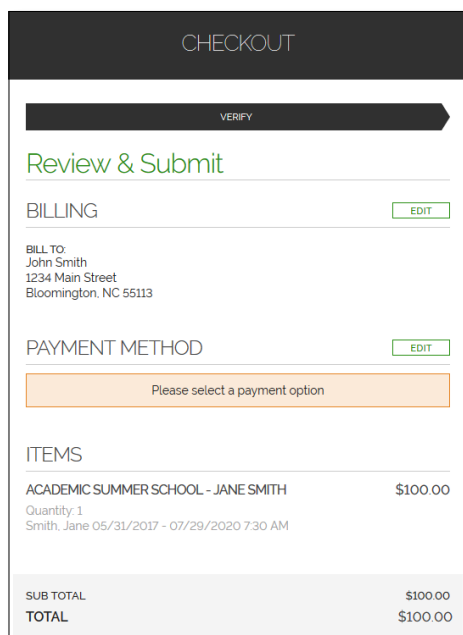 CHECKOUT
VERIFY
Review & Submit
BILLING
EDIT
BILL TO:
John Smith
1234 Main Street
Bloomington, NC 55113
PAYMENT METHOD
EDIT
Please select a payment option
ITEMS
ACADEMIC SUMMER SCHOOL - JANE SMITH $100.00
Quantity: 1
Smith, Jane 05/31/2017 - 07/29/2020 7:30 AM
SUB TOTAL $100.00
TOTAL $100.00